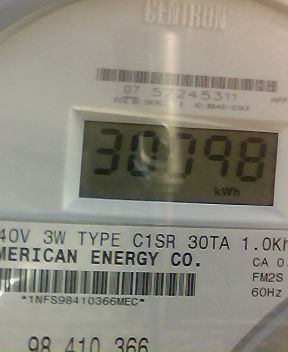 CENTRON
07 57245311
30098
kWh
40V 3W TYPE C1SR 30TA 1.0Kh
MERICAN ENERGY CO.
CA 0.
FM2S
60Hz
*1NFS98410366MEC*
98 410 366